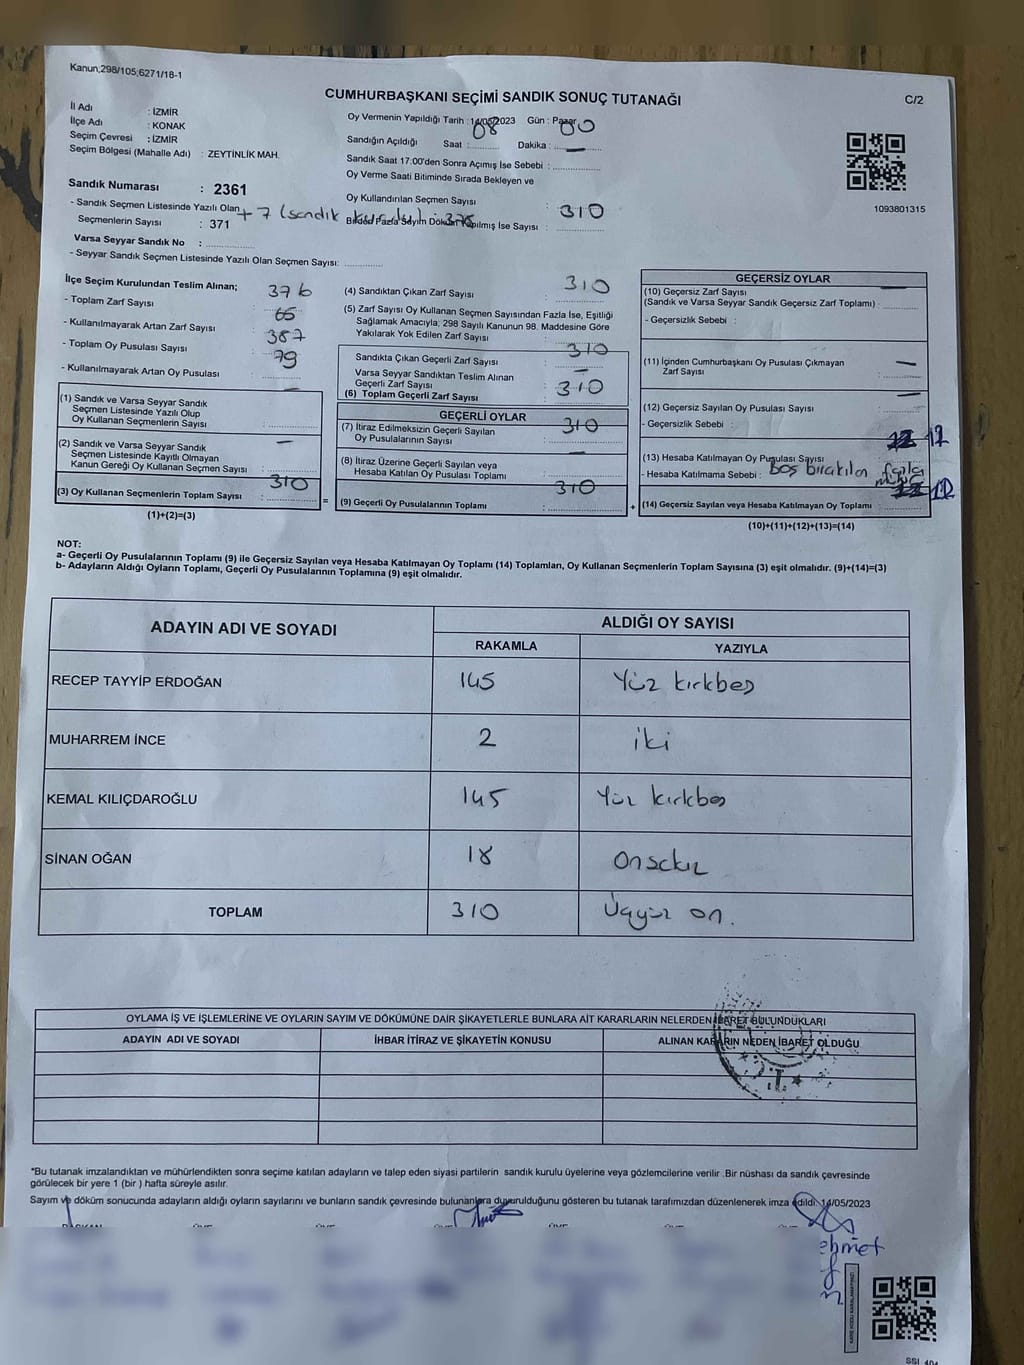 Kanun;298/105;6271/18-1
CUMHURBAŞKANI SEÇİMİ SANDIK SONUÇ TUTANAĞI
C/2
İl Adı : İZMİR
İlçe Adı : KONAK
Seçim Çevresi : İZMİR
Seçim Bölgesi (Mahalle Adı) : ZEYTİNLİK MAH.
Oy Vermenin Yapıldığı Tarih : 14/05/2023 Gün : Pazar
Sandığın Açıldığı Saat : 08 Dakika : 00
Sandık Saat 17.00'den Sonra Açımış İse Sebebi :
Oy Verme Saati Bitiminde Sırada Bekleyen ve
Oy Kullandırılan Seçmen Sayısı : 310
Birden Fazla Sayım Döküm Yapılmış İse Sayısı :
1093801315
Sandık Numarası : 2361
- Sandık Seçmen Listesinde Yazılı Olan
Seçmenlerin Sayısı : 371 + 7 (sandık kurulu) : 378
Varsa Seyyar Sandık No :
- Seyyar Sandık Seçmen Listesinde Yazılı Olan Seçmen Sayısı:
İlçe Seçim Kurulundan Teslim Alınan;
- Toplam Zarf Sayısı : 376
- Kullanılmayarak Artan Zarf Sayısı : 66
- Toplam Oy Pusulası Sayısı : 387
- Kullanılmayarak Artan Oy Pusulası : 79
(1) Sandık ve Varsa Seyyar Sandık
Seçmen Listesinde Yazılı Olup
Oy Kullanan Seçmenlerin Sayısı : —
(2) Sandık ve Varsa Seyyar Sandık
Seçmen Listesinde Kayıtlı Olmayan
Kanun Gereği Oy Kullanan Seçmen Sayısı : —
(3) Oy Kullanan Seçmenlerin Toplam Sayısı : 310
(1)+(2)=(3)
(4) Sandıktan Çıkan Zarf Sayısı : 310
(5) Zarf Sayısı Oy Kullanan Seçmen Sayısından Fazla İse, Eşitliği
Sağlamak Amacıyla; 298 Sayılı Kanunun 98. Maddesine Göre
Yakılarak Yok Edilen Zarf Sayısı :
Sandıkta Çıkan Geçerli Zarf Sayısı : 310
Varsa Seyyar Sandıktan Teslim Alınan
Geçerli Zarf Sayısı : —
(6) Toplam Geçerli Zarf Sayısı : 310
GEÇERLİ OYLAR
(7) İtiraz Edilmeksizin Geçerli Sayılan
Oy Pusulalarının Sayısı : 310
(8) İtiraz Üzerine Geçerli Sayılan veya
Hesaba Katılan Oy Pusulası Toplamı : —
= (9) Geçerli Oy Pusulalarının Toplamı : 310
GEÇERSİZ OYLAR
(10) Geçersiz Zarf Sayısı
(Sandık ve Varsa Seyyar Sandık Geçersiz Zarf Toplamı) : —
- Geçersizlik Sebebi :
(11) İçinden Cumhurbaşkanı Oy Pusulası Çıkmayan
Zarf Sayısı : —
(12) Geçersiz Sayılan Oy Pusulası Sayısı : —
- Geçersizlik Sebebi :
(13) Hesaba Katılmayan Oy Pusulası Sayısı : 12 12
- Hesaba Katılmama Sebebi : Boş bırakılan
+ (14) Geçersiz Sayılan veya Hesaba Katılmayan Oy Toplamı : 12 12
(10)+(11)+(12)+(13)=(14)
NOT:
a- Geçerli Oy Pusulalarının Toplamı (9) ile Geçersiz Sayılan veya Hesaba Katılmayan Oy Toplamı (14) Toplamları, Oy Kullanan Seçmenlerin Toplam Sayısına (3) eşit olmalıdır. (9)+(14)=(3)
b- Adayların Aldığı Oyların Toplamı, Geçerli Oy Pusulalarının Toplamına (9) eşit olmalıdır.
ADAYIN ADI VE SOYADI ALDIĞI OY SAYISI
RAKAMLA YAZIYLA
RECEP TAYYİP ERDOĞAN 145 Yüz kırkbeş
MUHARREM İNCE 2 iki
KEMAL KILIÇDAROĞLU 145 Yüz kırkbeş
SİNAN OĞAN 18 Onsekiz
TOPLAM 310 Üçyüz on.
OYLAMA İŞ VE İŞLEMLERİNE VE OYLARIN SAYIM VE DÖKÜMÜNE DAİR ŞİKAYETLERLE BUNLARA AİT KARARLARIN NELERDEN İBARET BULUNDUKLARI
ADAYIN ADI VE SOYADI İHBAR İTİRAZ VE ŞİKAYETİN KONUSU ALINAN KARARIN NEDEN İBARET OLDUĞU
*Bu tutanak imzalandıktan ve mühürlendikten sonra seçime katılan adayların ve talep eden siyasi partilerin sandık kurulu üyelerine veya gözlemcilerine verilir .Bir nüshası da sandık çevresinde
görülecek bir yere 1 (bir ) hafta süreyle asılır.
Sayım ve döküm sonucunda adayların aldığı oyların sayılarını ve bunların sandık çevresinde bulunanlara duyurulduğunu gösteren bu tutanak tarafımızdan düzenlenerek imza edildi. 14/05/2023
KARE KODU KARALAMAYINIZ!